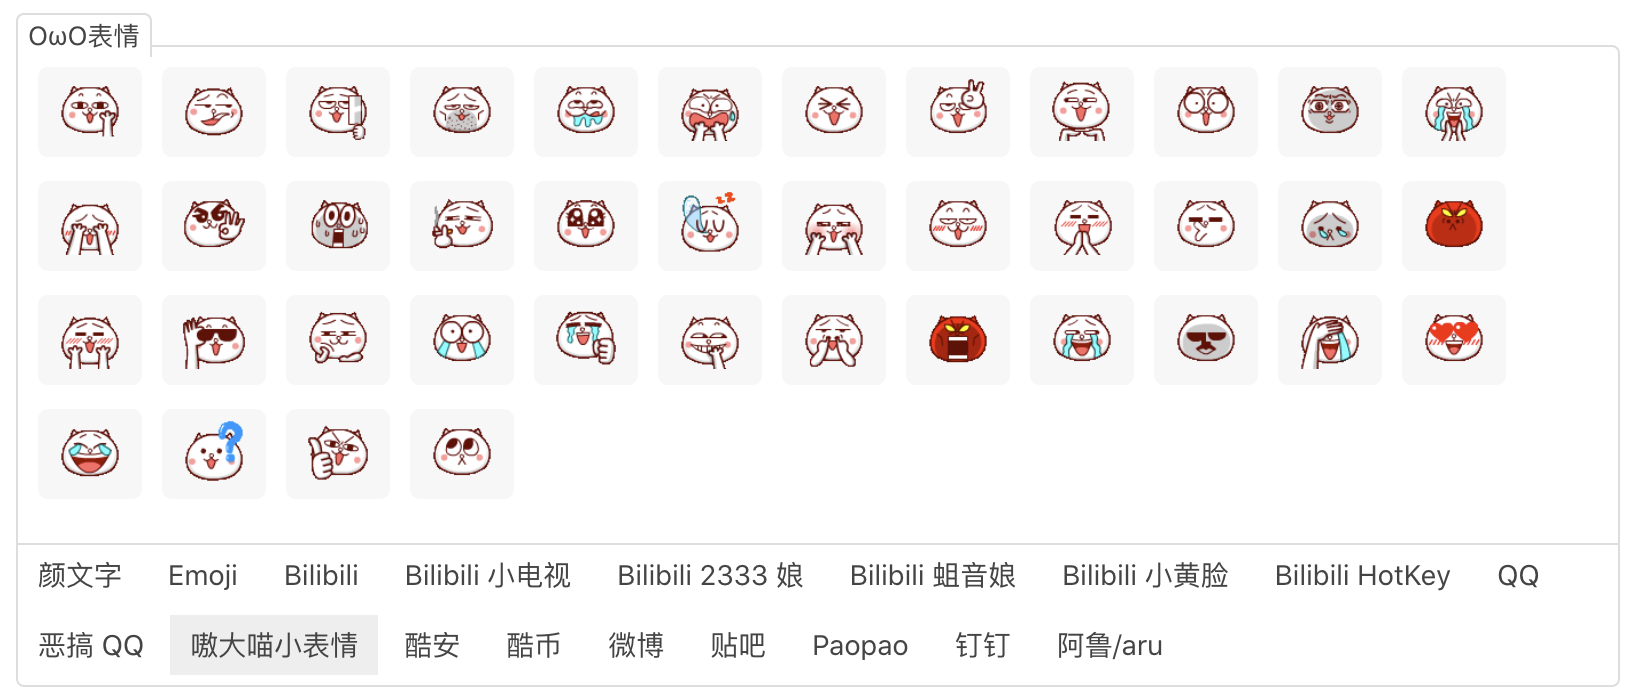 OωO表情
颜文字 Emoji Bilibili Bilibili 小电视 Bilibili 2333 娘 Bilibili 蛆音娘 Bilibili 小黄脸 Bilibili HotKey QQ
恶搞 QQ 嗷大喵小表情 酷安 酷币 微博 贴吧 Paopao 钉钉 阿鲁/aru